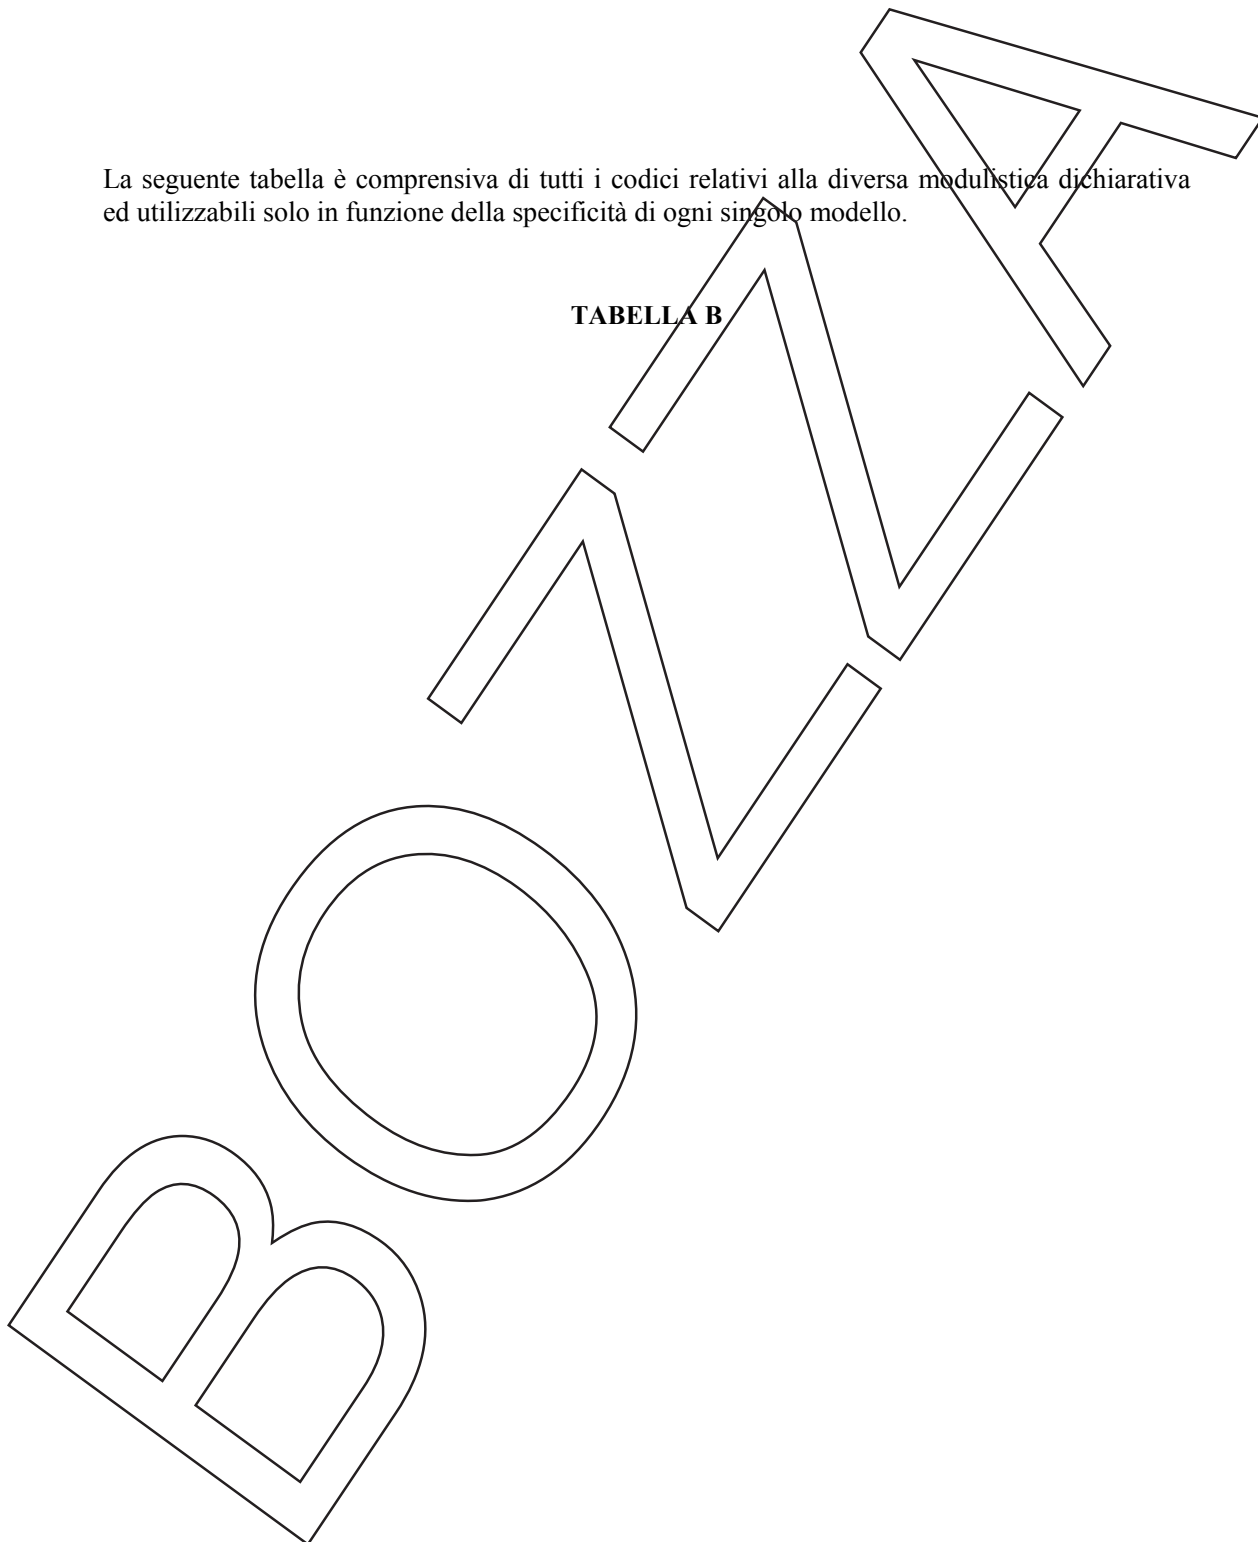 La seguente tabella è comprensiva di tutti i codici relativi alla diversa modulistica dichiarativa
ed utilizzabili solo in funzione della specificità di ogni singolo modello.
TABELLA B
BOZZA